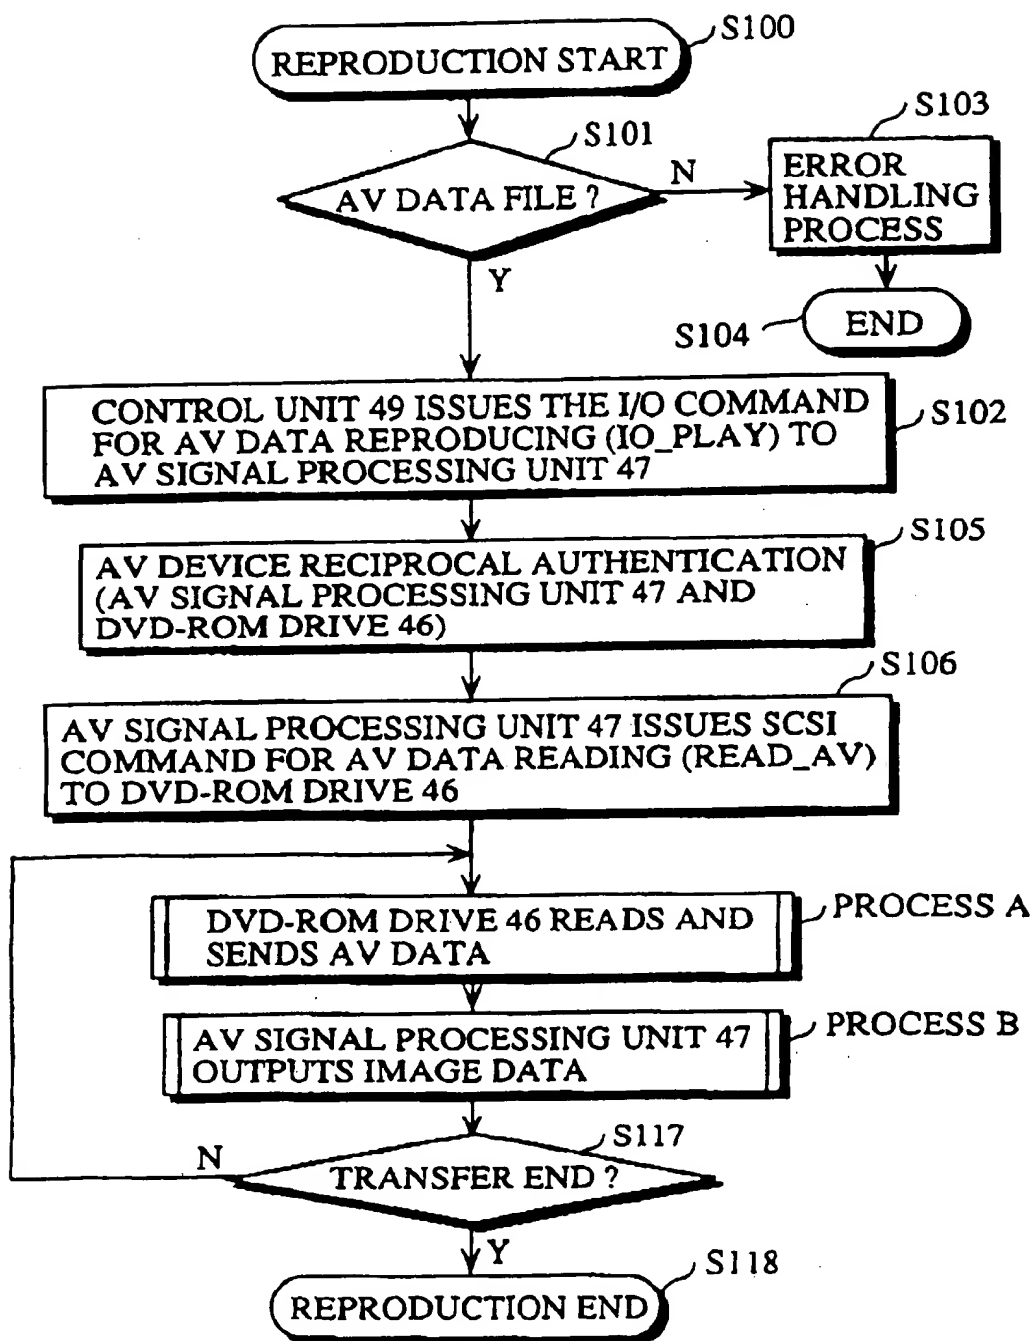 REPRODUCTION START
S100
S101
AV DATA FILE ?
N
S103
ERROR
HANDLING
PROCESS
Y
S104
END
CONTROL UNIT 49 ISSUES THE I/O COMMAND
FOR AV DATA REPRODUCING (IO_PLAY) TO
AV SIGNAL PROCESSING UNIT 47
S102
S105
AV DEVICE RECIPROCAL AUTHENTICATION
(AV SIGNAL PROCESSING UNIT 47 AND
DVD-ROM DRIVE 46)
S106
AV SIGNAL PROCESSING UNIT 47 ISSUES SCSI
COMMAND FOR AV DATA READING (READ_AV)
TO DVD-ROM DRIVE 46
DVD-ROM DRIVE 46 READS AND
SENDS AV DATA
PROCESS A
AV SIGNAL PROCESSING UNIT 47
OUTPUTS IMAGE DATA
PROCESS B
S117
N
TRANSFER END ?
Y
S118
REPRODUCTION END